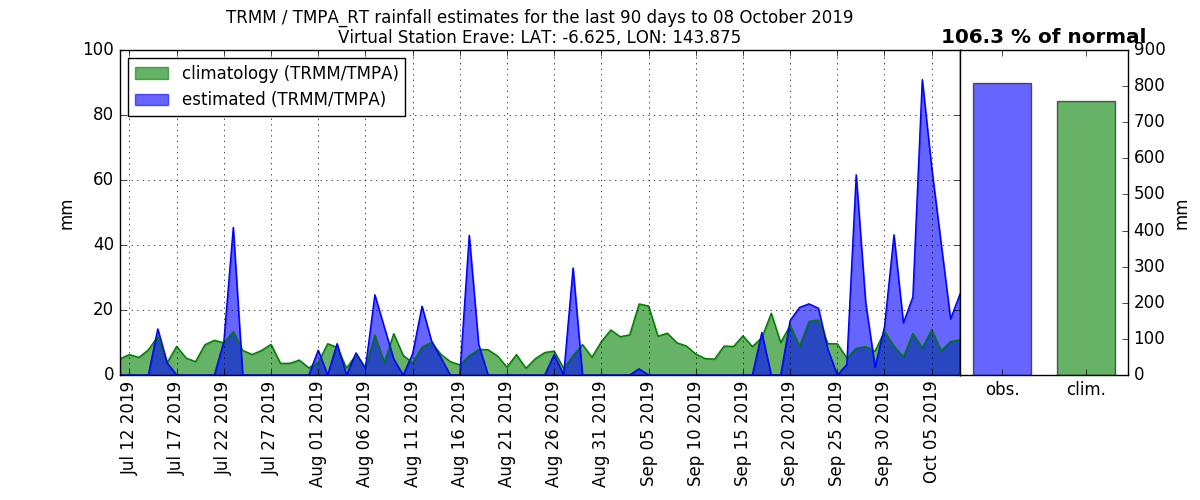 TRMM / TMPA_RT rainfall estimates for the last 90 days to 08 October 2019
Virtual Station Erave: LAT: -6.625, LON: 143.875
106.3 % of normal
climatology (TRMM/TMPA)
estimated (TRMM/TMPA)
100
80
60
40
20
0
mm
Jul 12 2019
Jul 17 2019
Jul 22 2019
Jul 27 2019
Aug 01 2019
Aug 06 2019
Aug 11 2019
Aug 16 2019
Aug 21 2019
Aug 26 2019
Aug 31 2019
Sep 05 2019
Sep 10 2019
Sep 15 2019
Sep 20 2019
Sep 25 2019
Sep 30 2019
Oct 05 2019
obs.
clim.
900
800
700
600
500
400
300
200
100
0
mm